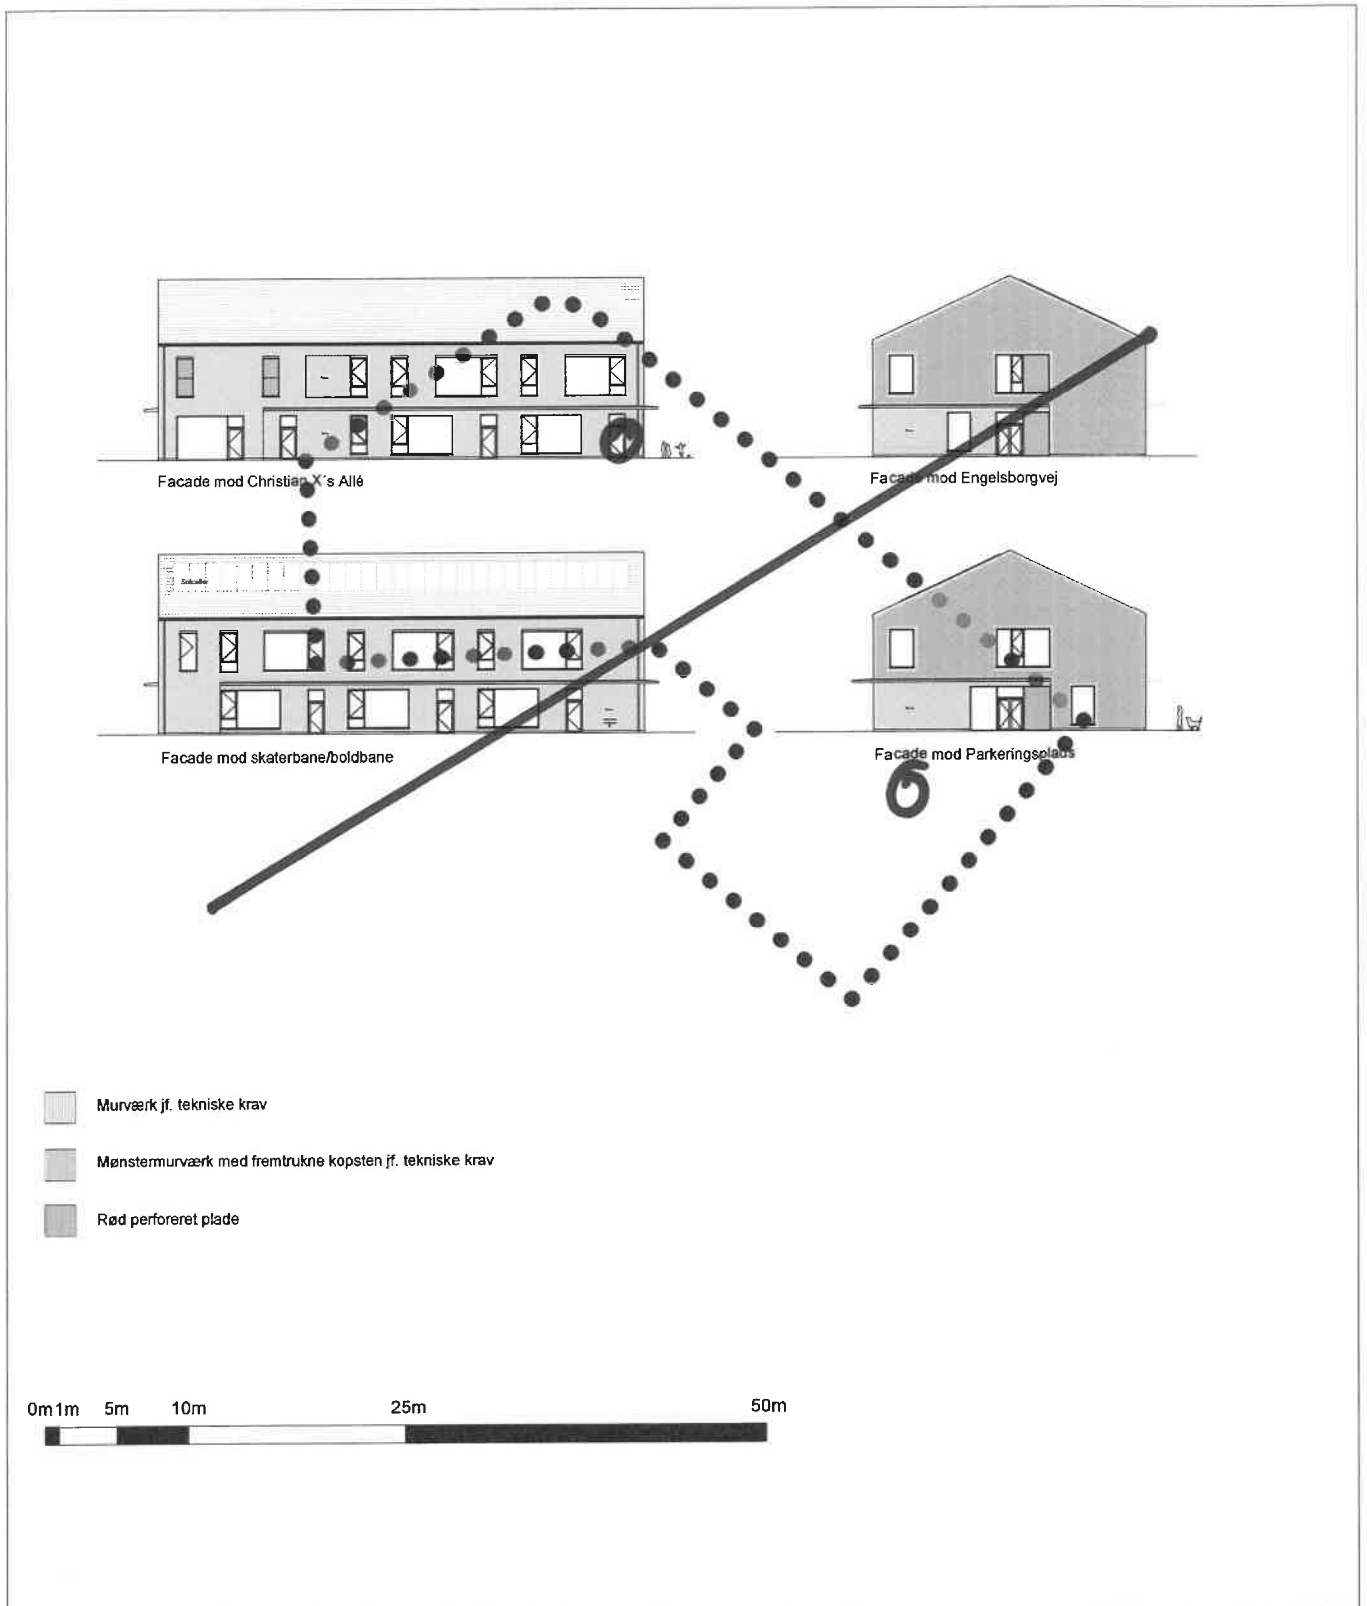 Facade mod Christian X´s Allé
Facade mod Engelsborgvej
Solceller
Facade mod skaterbane/boldbane
Facade mod Parkeringsplads
6
Murværk jf. tekniske krav
Mønstermurværk med fremtrukne kopsten jf. tekniske krav
Rød perforeret plade
0m 1m 5m 10m 25m 50m